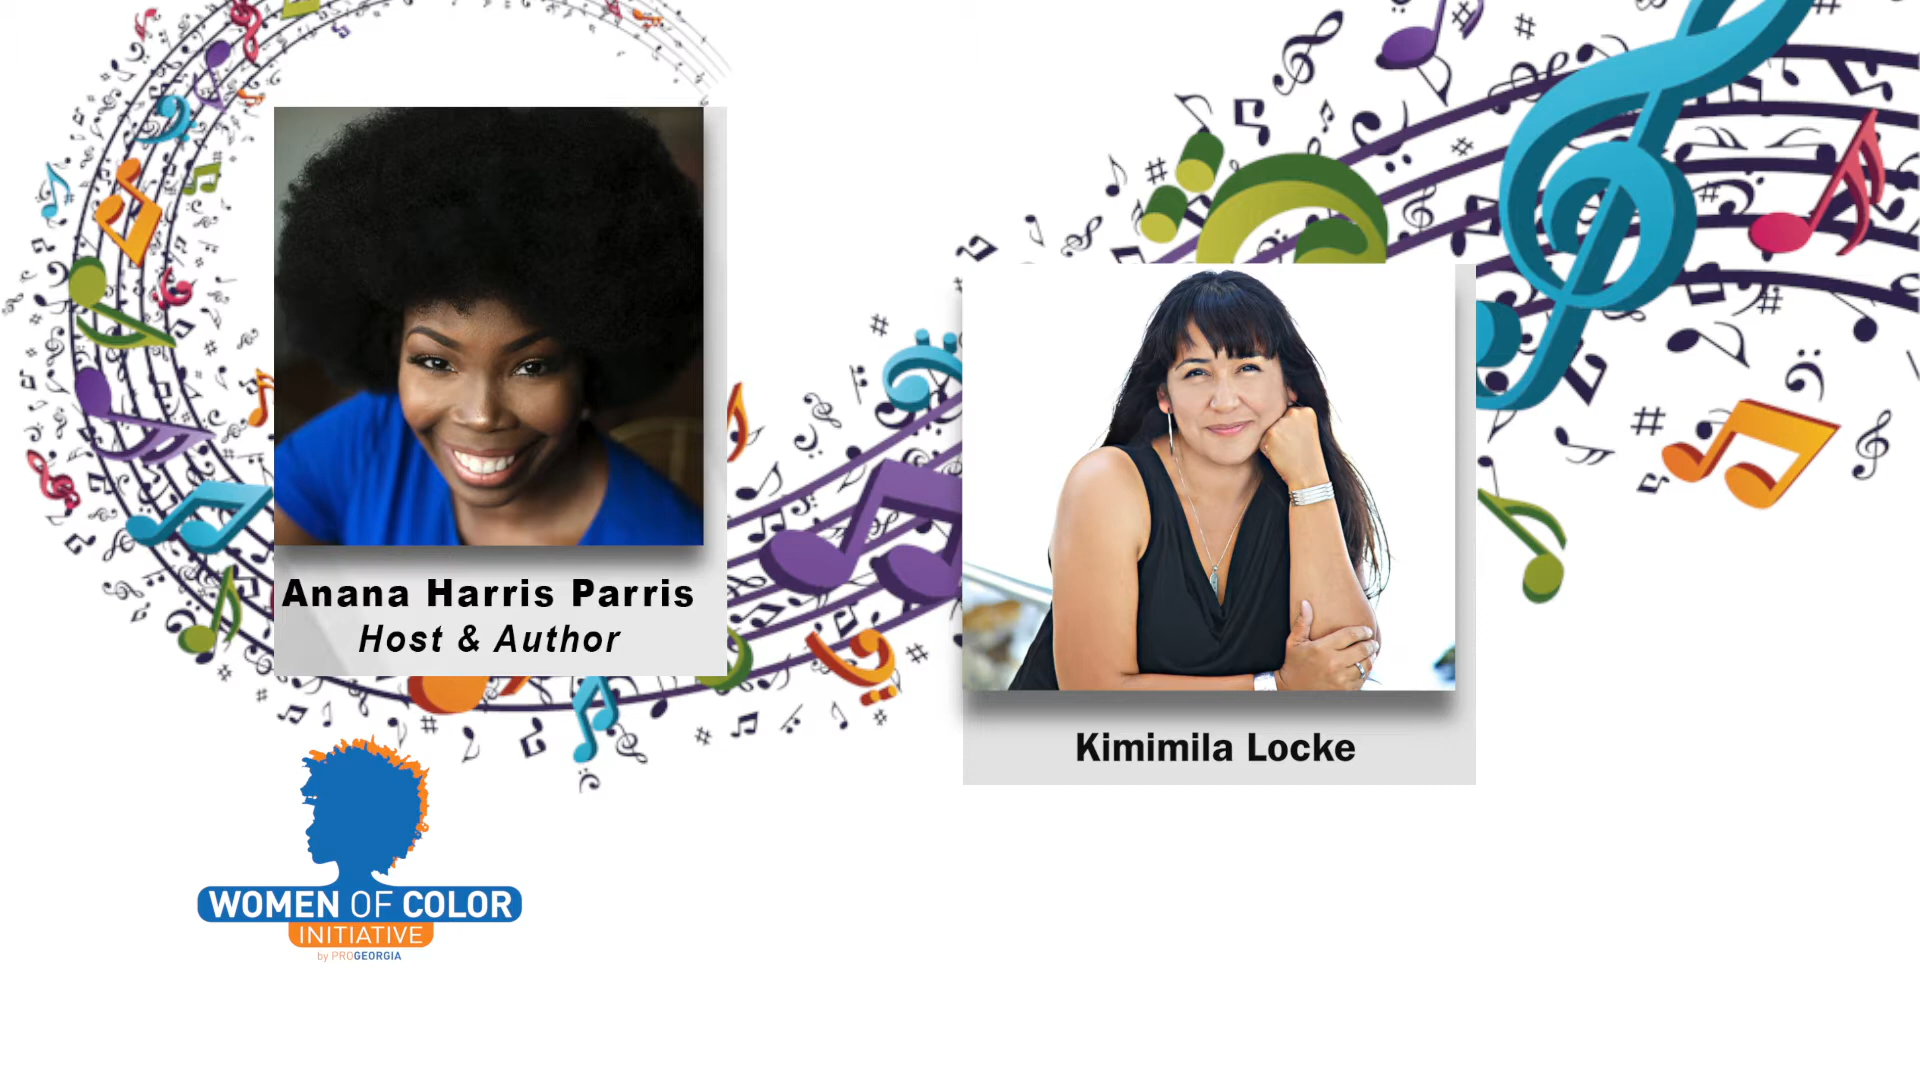 Anana Harris Parris
Host & Author
Kimimila Locke
WOMEN OF COLOR
INITIATIVE
by PROGEORGIA